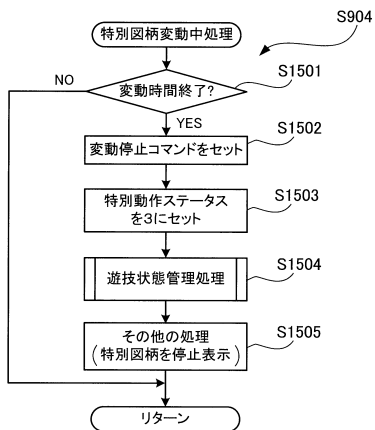 特別図柄変動中処理
S904
NO
変動時間終了?
S1501
YES
変動停止コマンドをセット
S1502
特別動作ステータス
を3にセット
S1503
遊技状態管理処理
S1504
その他の処理
(特別図柄を停止表示)
S1505
リターン